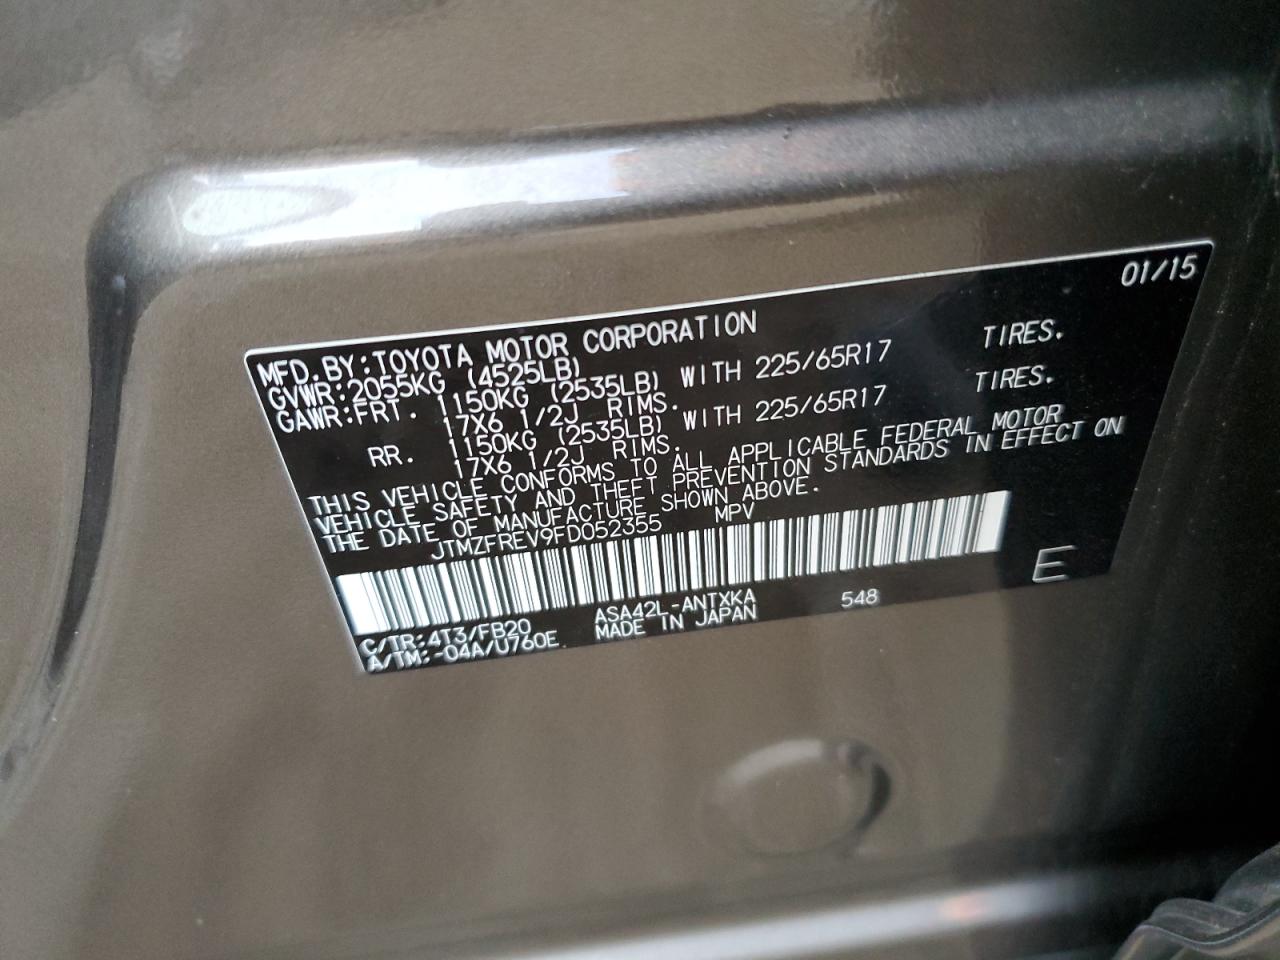 01/15
MFD.BY:TOYOTA MOTOR CORPORATION
GVWR:2055KG (4525LB)
GAWR:FRT. 1150KG (2535LB) WITH 225/65R17 TIRES.
17X6 1/2J RIMS.
RR. 1150KG (2535LB) WITH 225/65R17 TIRES.
17X6 1/2J RIMS.
THIS VEHICLE CONFORMS TO ALL APPLICABLE FEDERAL MOTOR
VEHICLE SAFETY AND THEFT PREVENTION STANDARDS IN EFFECT ON
THE DATE OF MANUFACTURE SHOWN ABOVE.
JTMZFREV9FD052355 MPV
E
C/TR:4T3/FB20 ASA42L-ANTXKA 548
A/TM:-04A/U760E MADE IN JAPAN